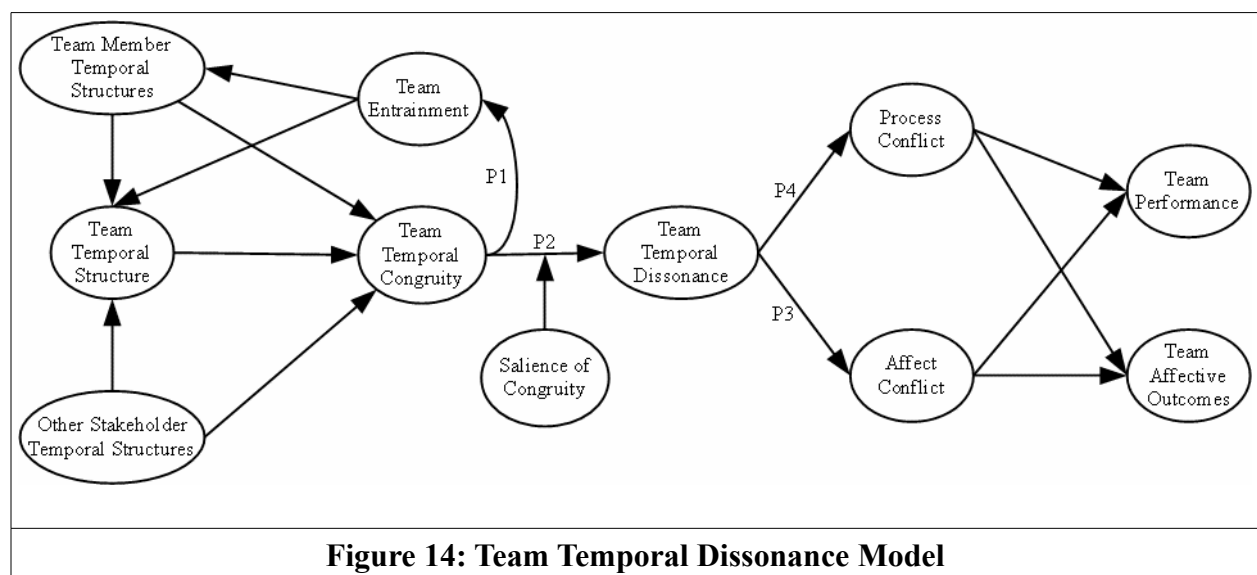 Team Member
Temporal
Structures
Team
Entrainment
P1
Team
Temporal
Structure
Team
Temporal
Congruity
P2
Salience of
Congruity
Other Stakeholder
Temporal Structures
Team
Temporal
Dissonance
P4
P3
Process
Conflict
Affect
Conflict
Team
Performance
Team
Affective
Outcomes
Figure 14: Team Temporal Dissonance Model